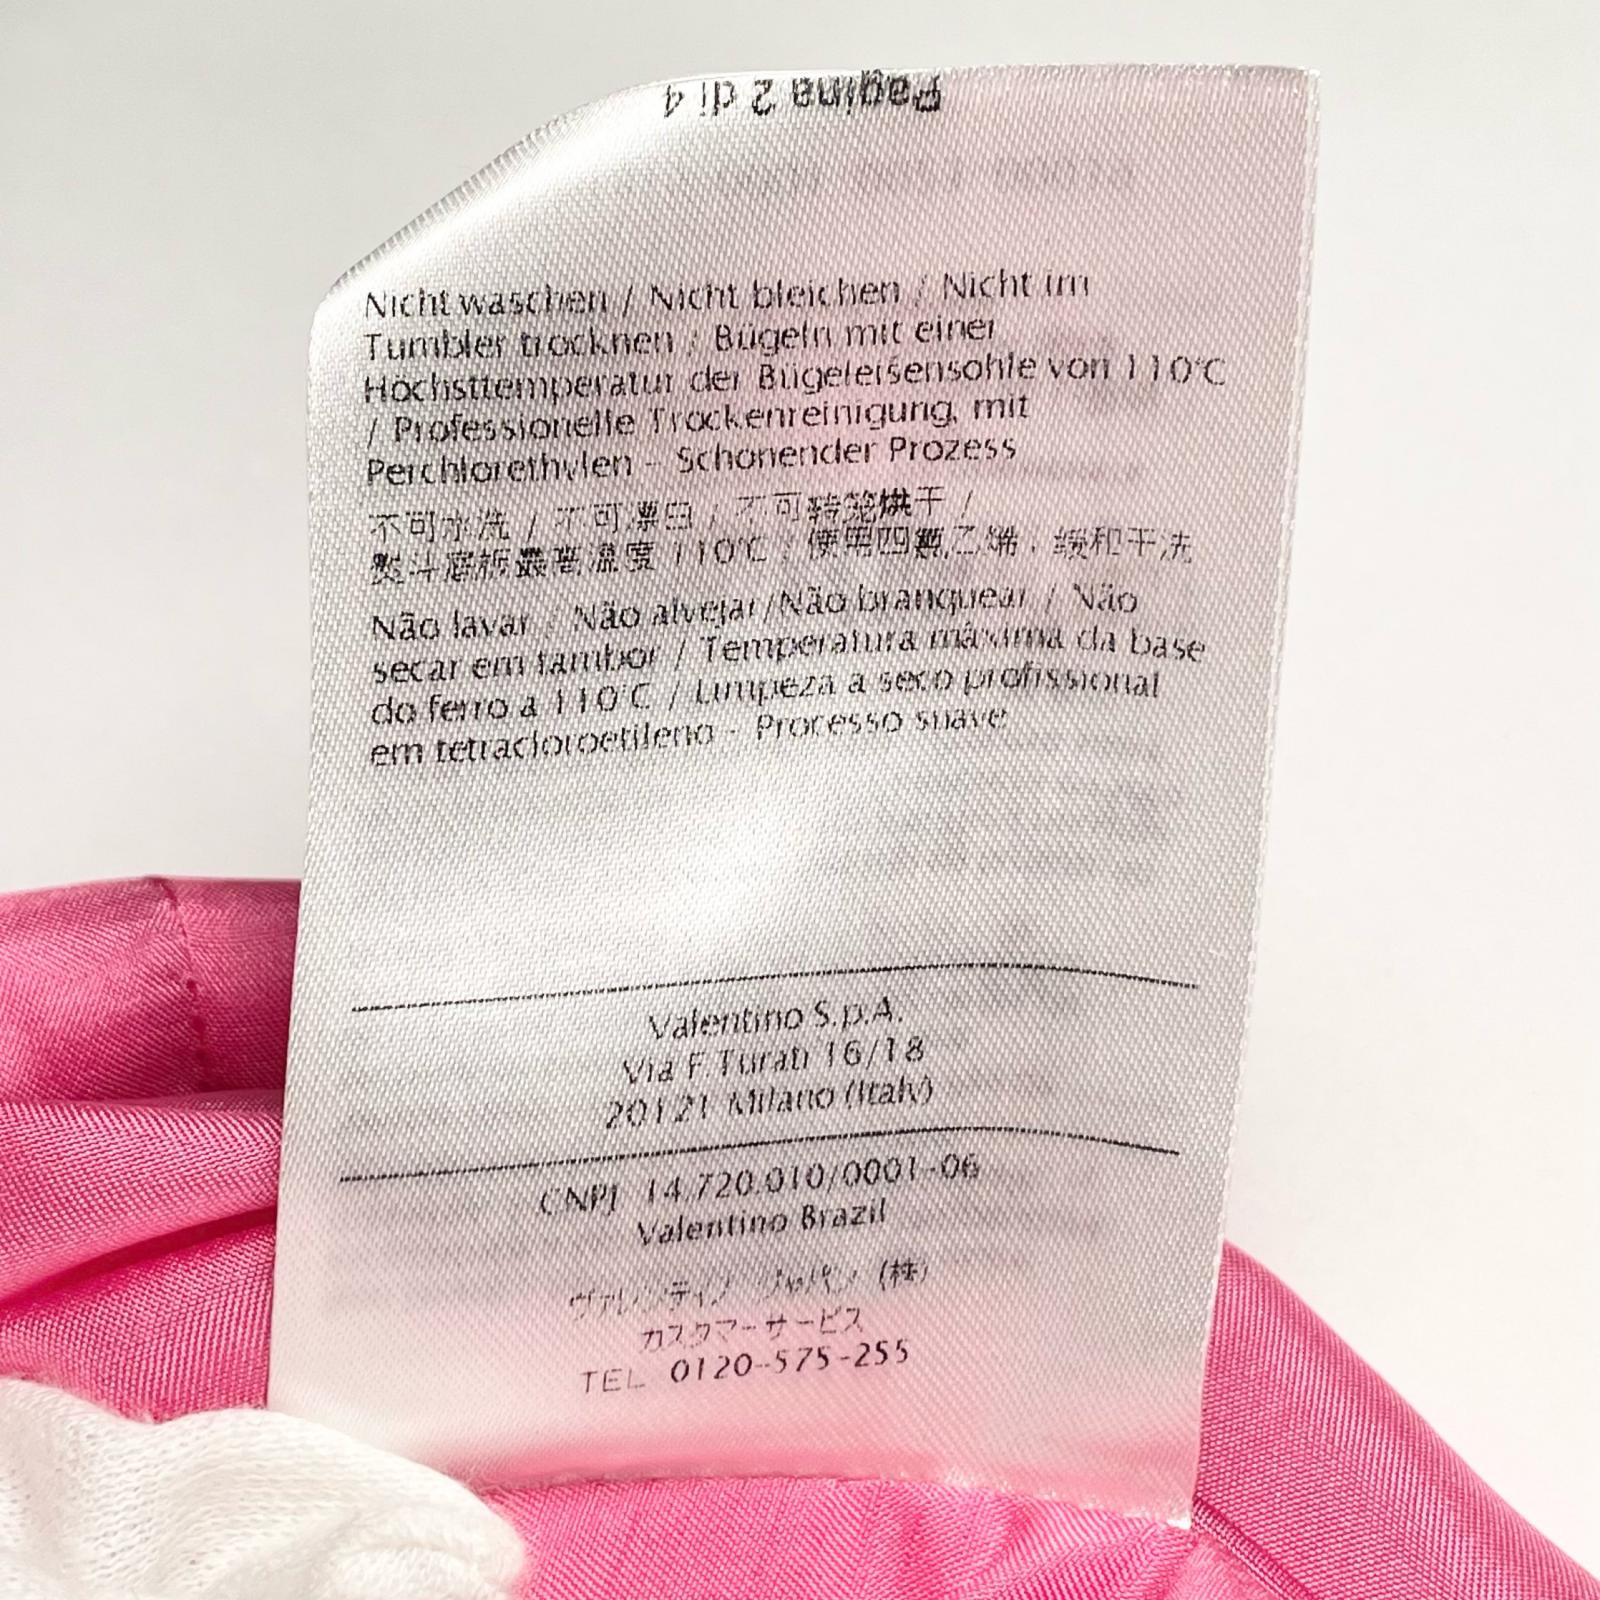 Pagina 2 di 4
Nicht waschen / Nicht bleichen / Nicht im
Tumbler trocknen / Bügeln mit einer
Höchsttemperatur der Bügeleisensohle von 110°C
/ Professionelle Trockenreinigung, mit
Perchlorethylen - Schonender Prozess
不可水洗 / 不可漂白 / 不可转笼烘干 /
熨斗底板最高温度 110°C / 使用四氯乙烯，缓和干洗
Não lavar / Não alvejar/Não branquear / Não
secar em tambor / Temperatura máxima da base
do ferro a 110°C / Limpeza a seco profissional
em tetracloroetileno - Processo suave
Valentino S.p.A.
Via F. Turati 16/18
20121 Milano (Italy)
CNPJ 14.720.010/0001-06
Valentino Brazil
ヴァレンティノ ジャパン (株)
カスタマーサービス
TEL 0120-575-255